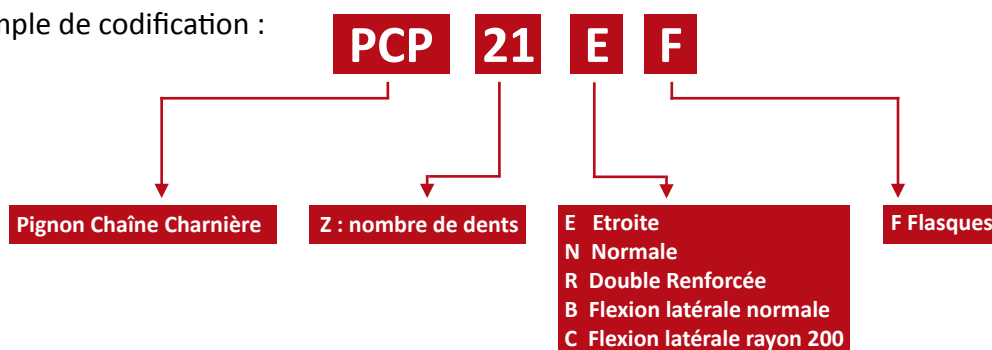 mple de codification :
PCP 21 E F
Pignon Chaîne Charnière
Z : nombre de dents
E Etroite
N Normale
R Double Renforcée
B Flexion latérale normale
C Flexion latérale rayon 200
F Flasques